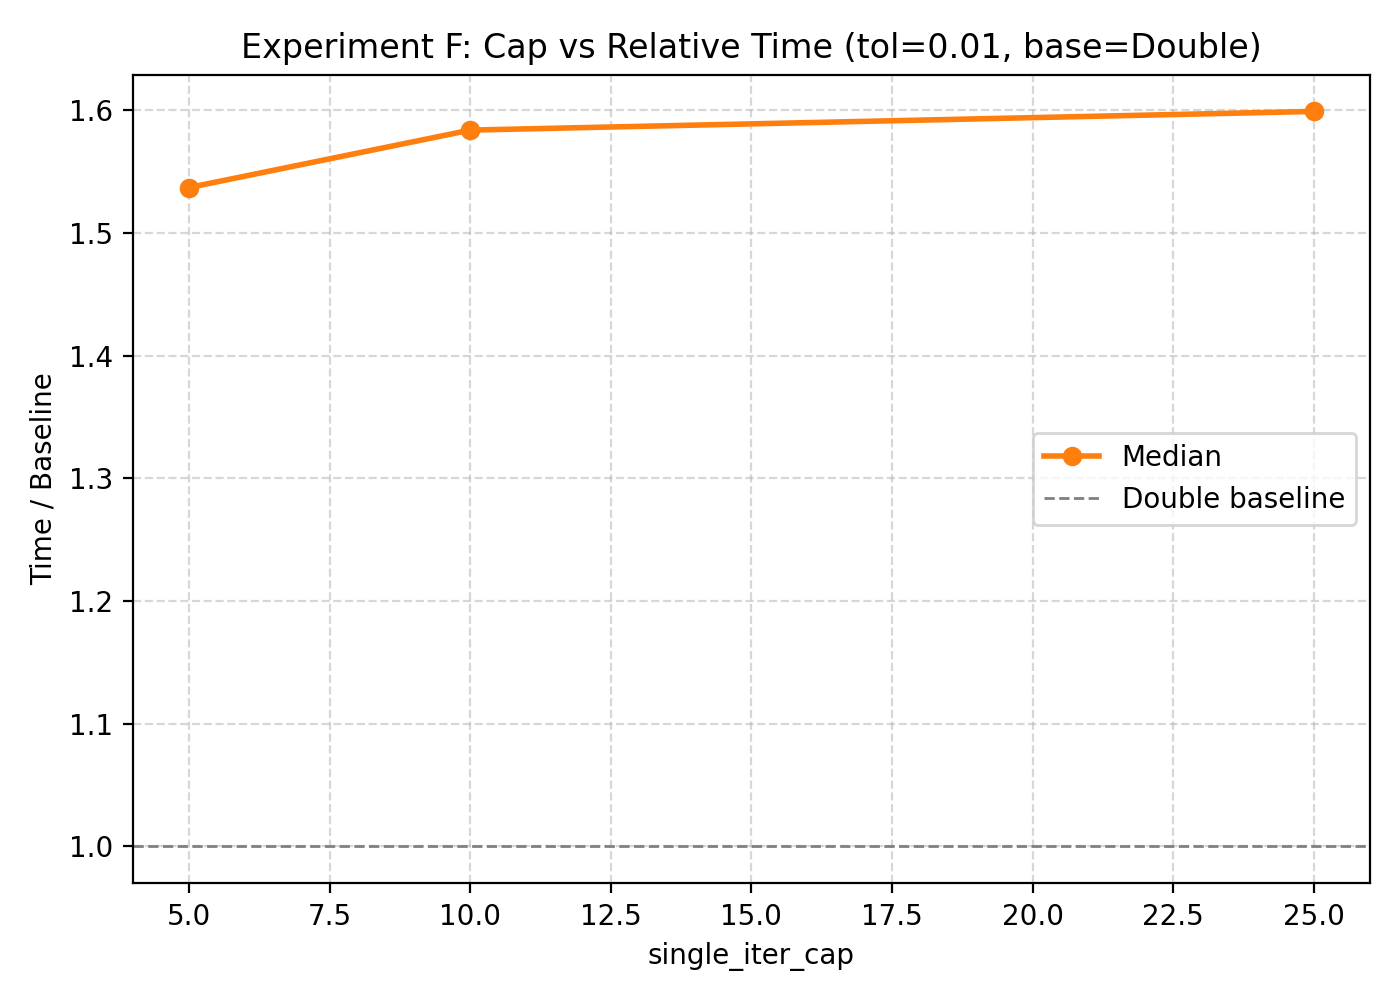 Experiment F: Cap vs Relative Time (tol=0.01, base=Double)
Time / Baseline
1.6
1.5
1.4
1.3
1.2
1.1
1.0
Median
Double baseline
5.0 7.5 10.0 12.5 15.0 17.5 20.0 22.5 25.0
single_iter_cap